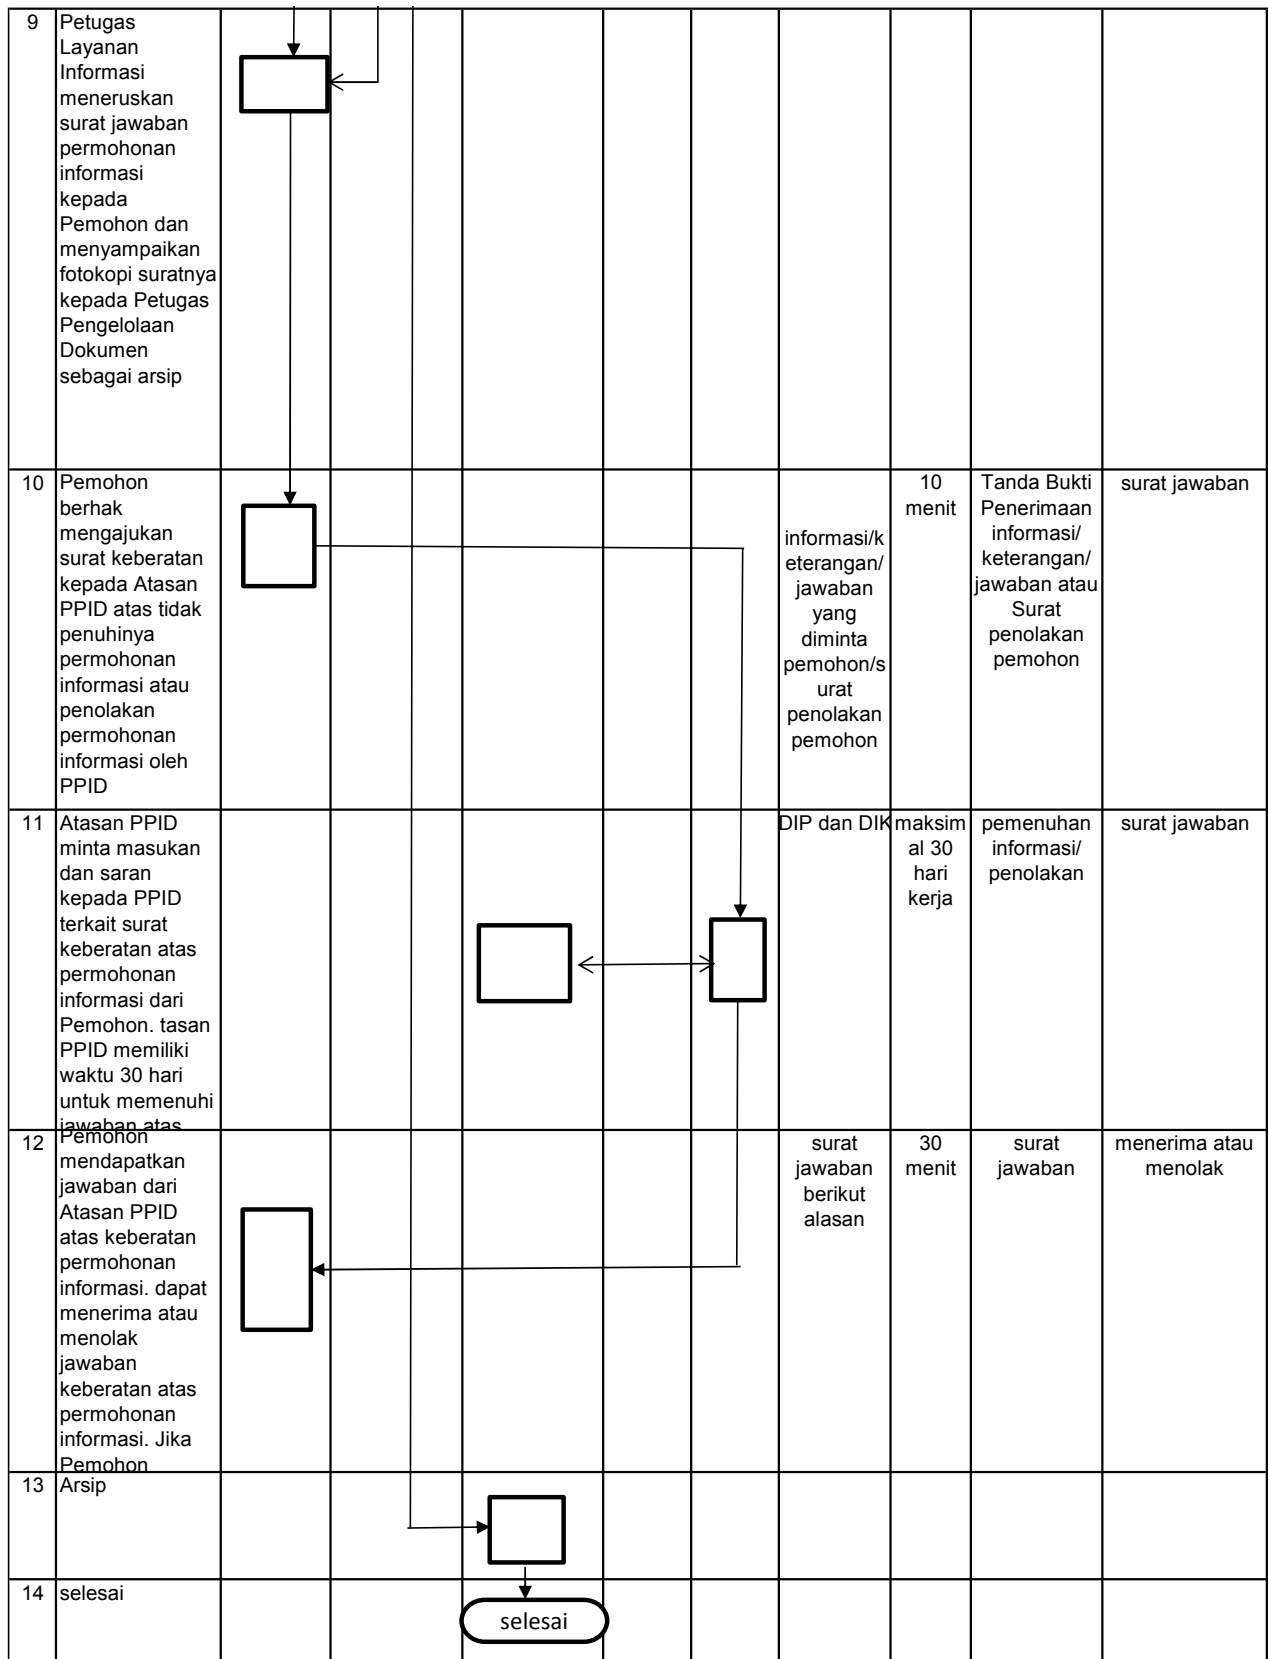 9
Petugas
Layanan
Informasi
meneruskan
surat jawaban
permohonan
informasi
kepada
Pemohon dan
menyampaikan
fotokopi suratnya
kepada Petugas
Pengelolaan
Dokumen
sebagai arsip
10
Pemohon
berhak
mengajukan
surat keberatan
kepada Atasan
PPID atas tidak
penuhinya
permohonan
informasi atau
penolakan
permohonan
informasi oleh
PPID
informasi/k
eterangan/
jawaban
yang
diminta
pemohon/s
urat
penolakan
pemohon
10
menit
Tanda Bukti
Penerimaan
informasi/
keterangan/
jawaban atau
Surat
penolakan
pemohon
surat jawaban
11
Atasan PPID
minta masukan
dan saran
kepada PPID
terkait surat
keberatan atas
permohonan
informasi dari
Pemohon. tasan
PPID memiliki
waktu 30 hari
untuk memenuhi
jawaban atas
DIP dan DIK
maksim
al 30
hari
kerja
pemenuhan
informasi/
penolakan
surat jawaban
12
Pemohon
mendapatkan
jawaban dari
Atasan PPID
atas keberatan
permohonan
informasi. dapat
menerima atau
menolak
jawaban
keberatan atas
permohonan
informasi. Jika
Pemohon
surat
jawaban
berikut
alasan
30
menit
surat
jawaban
menerima atau
menolak
13
Arsip
14
selesai
selesai